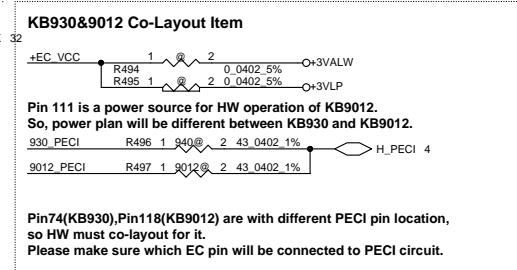 KB930&9012 Co-Layout Item
32
+EC_VCC 1 @ 2 +3VALW
R494 0_0402_5%
R495 1 @ 2 0_0402_5% +3VLP
Pin 111 is a power source for HW operation of KB9012.
So, power plan will be different between KB930 and KB9012.
930_PECI R496 1 940@ 2 43_0402_1% H_PECI 4
9012_PECI R497 1 9012@ 2 43_0402_1%
Pin74(KB930),Pin118(KB9012) are with different PECI pin location,
so HW must co-layout for it.
Please make sure which EC pin will be connected to PECI circuit.